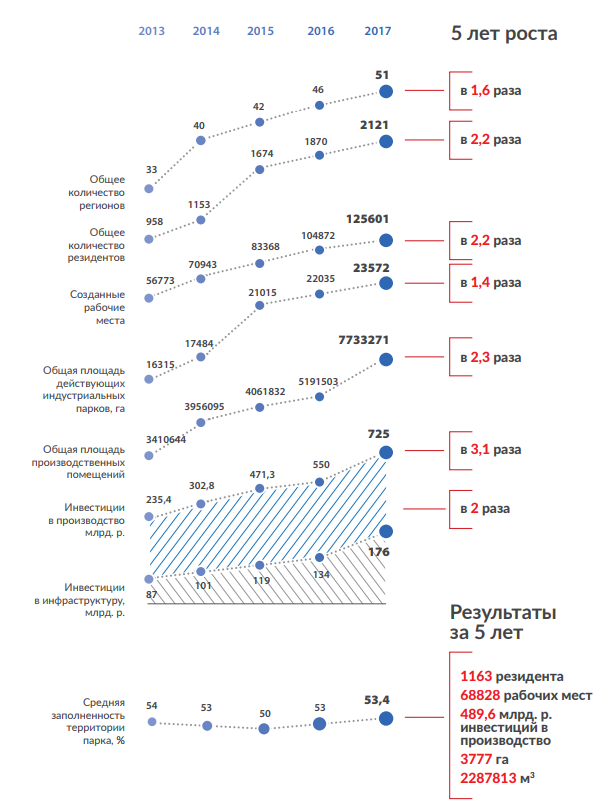 2013 2014 2015 2016 2017
5 лет роста
33 40 42 46 51
в 1,6 раза
Общее
количество
регионов
958 1153 1674 1870 2121
в 2,2 раза
Общее
количество
резидентов
56773 70943 83368 104872 125601
в 2,2 раза
Созданные
рабочие
места
16315 17484 21015 22035 23572
в 1,4 раза
Общая площадь
действующих
индустриальных
парков, га
3410644 3956095 4061832 5191503 7733271
в 2,3 раза
Общая площадь
производственных
помещений
235,4 302,8 471,3 550 725
в 3,1 раза
Инвестиции
в производство
млрд. р.
87 101 119 134 176
в 2 раза
Инвестиции
в инфраструктуру,
млрд. р.
54 53 50 53 53,4
Средняя
заполненность
территории
парка, %
Результаты
за 5 лет
1163 резидента
68828 рабочих мест
489,6 млрд. р.
инвестиций в
производство
3777 га
2287813 м³